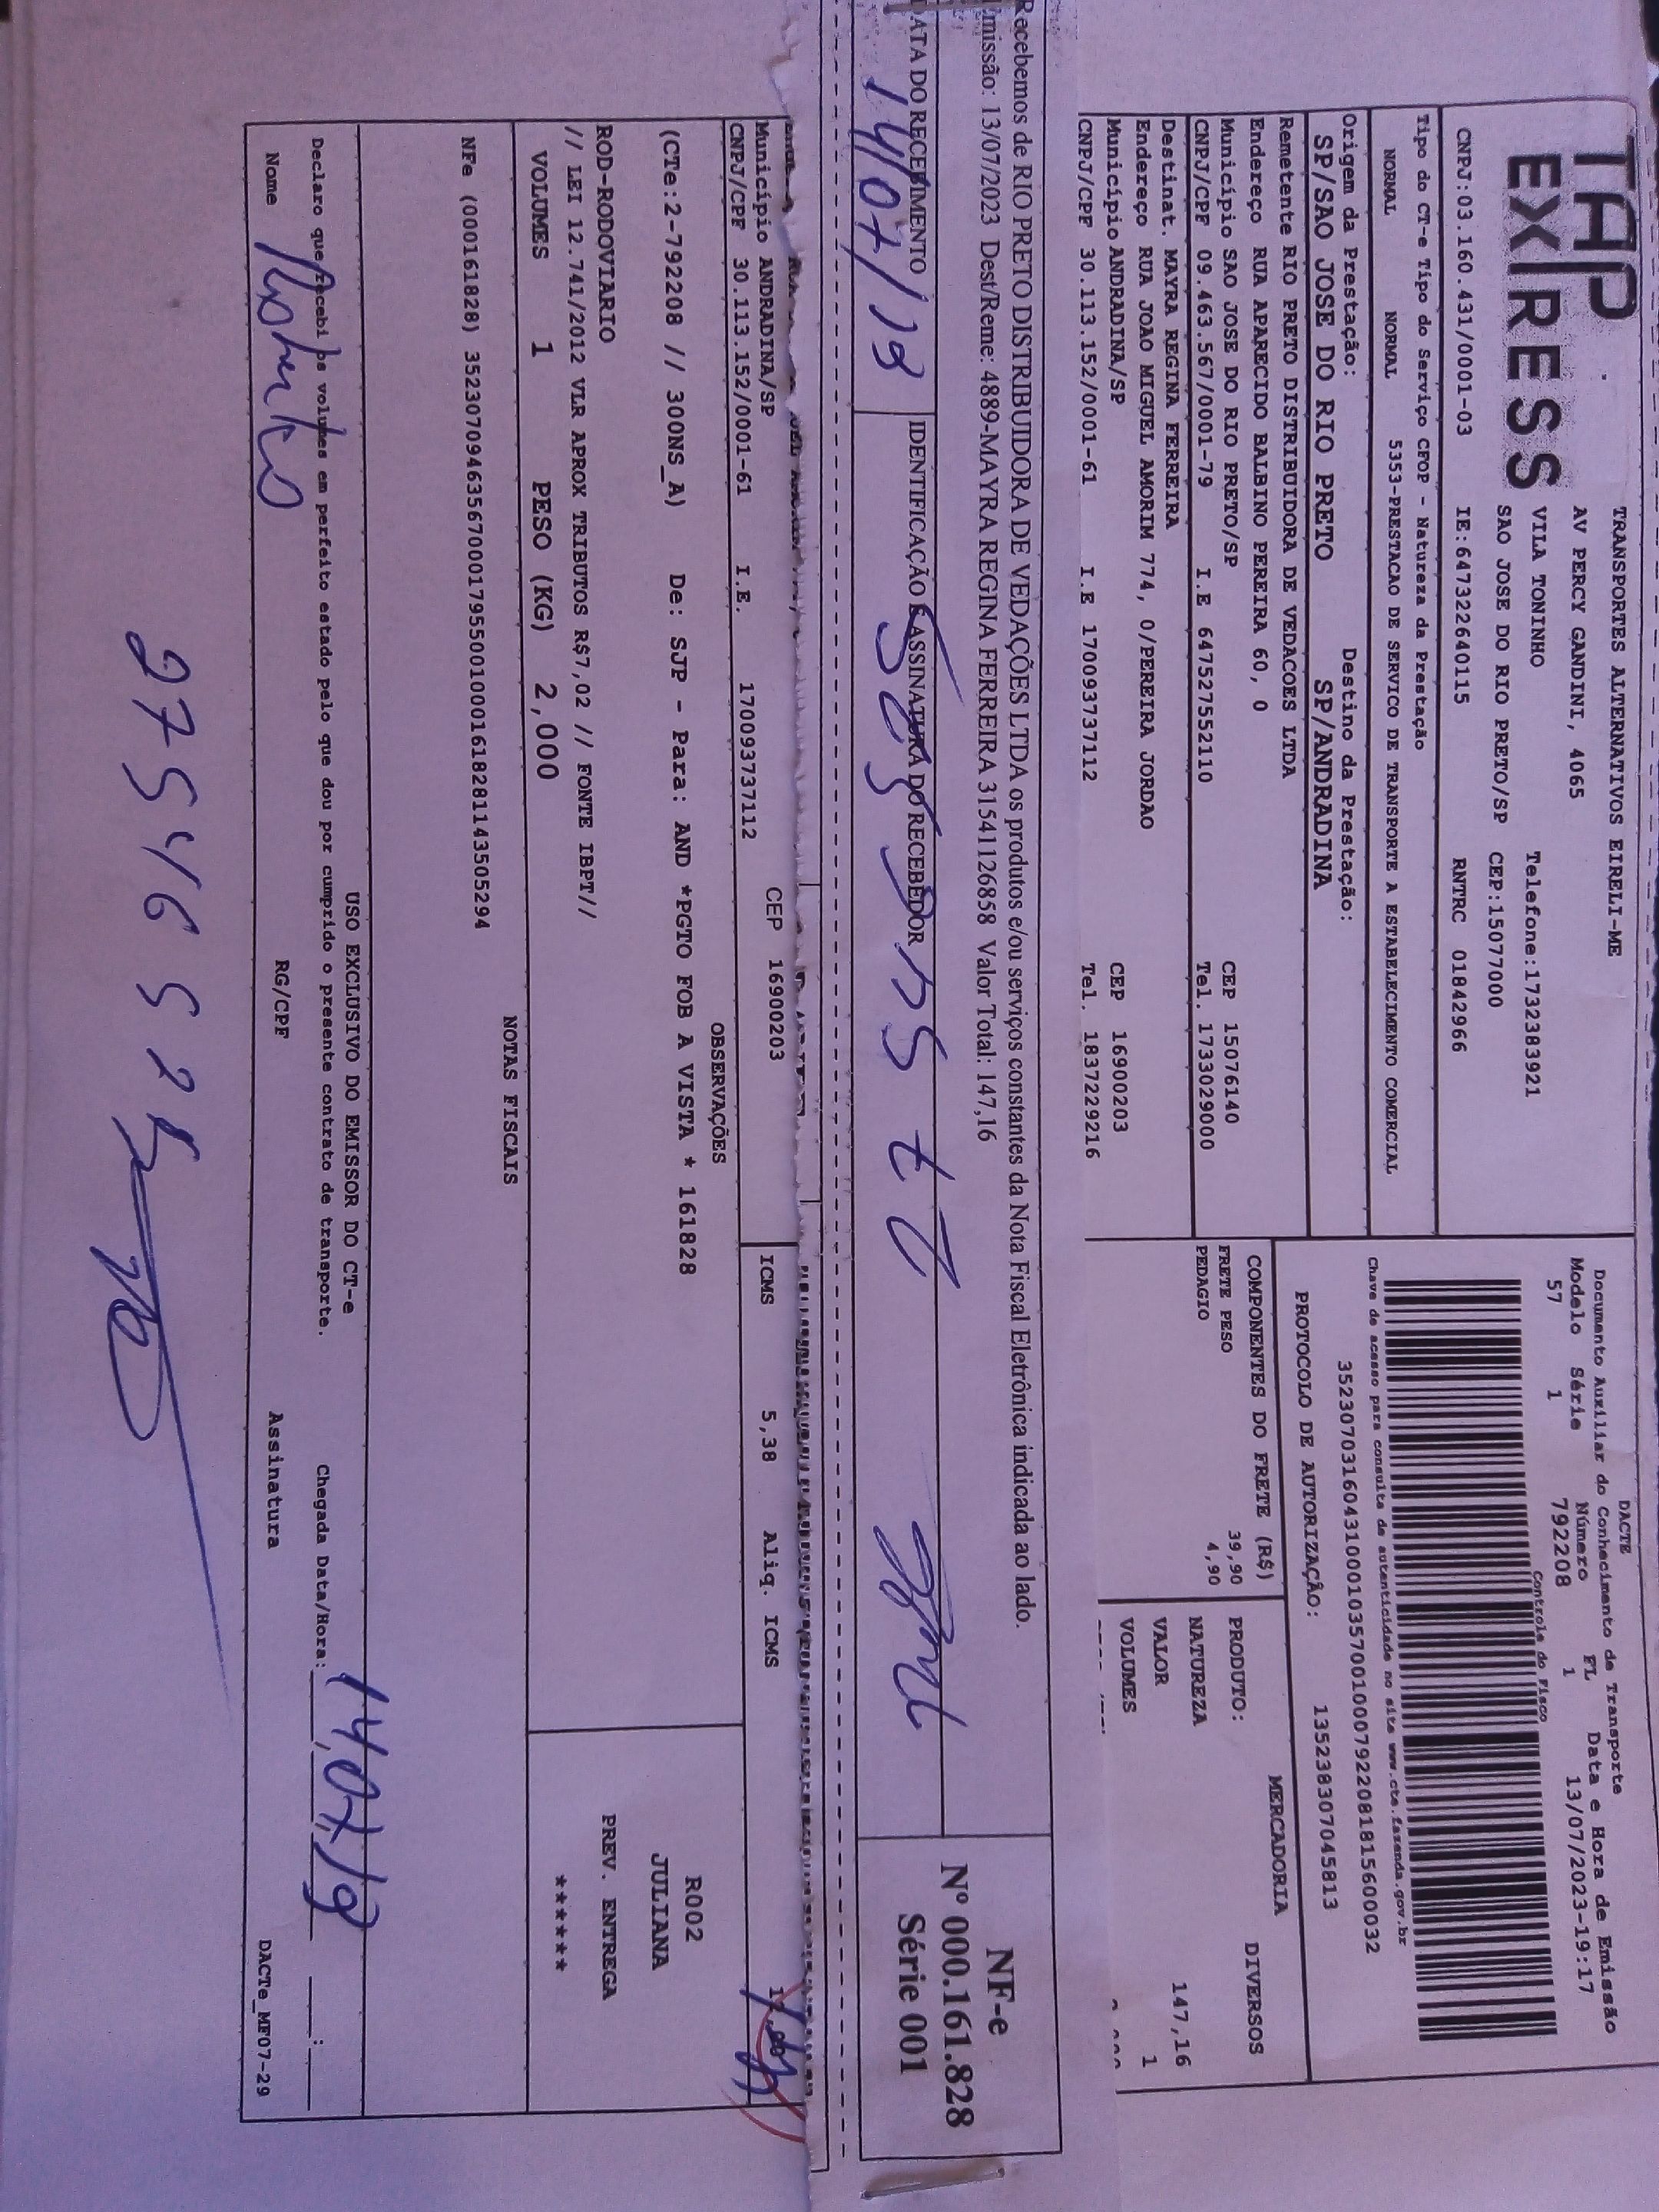 TAP
EXPRESS
TRANSPORTES ALTERNATIVOS EIRELI-ME
AV PERCY GANDINI, 4065
VILA TONINHO Telefone:1732383921
SAO JOSE DO RIO PRETO/SP CEP:15077000
CNPJ:03.160.431/0001-03 IE:647322640115 RNTRC 01842966
DACTE
Documento Auxiliar do Conhecimento de Transporte
Modelo Série Número FL Data e Hora de Emissão
57 1 792208 1 13/07/2023-19:17
Controle do Fisco
Chave de acesso para consulta de autenticidade no site www.cte.fazenda.gov.br
35230703160431000103570010007922081815600032
PROTOCOLO DE AUTORIZAÇÃO: 135238307045813
Tipo do CT-e Tipo do Serviço CFOP - Natureza da Prestação
NORMAL NORMAL 5353-PRESTACAO DE SERVICO DE TRANSPORTE A ESTABELECIMENTO COMERCIAL
Origem da Prestação: Destino da Prestação:
SP/SAO JOSE DO RIO PRETO SP/ANDRADINA
Remetente RIO PRETO DISTRIBUIDORA DE VEDACOES LTDA
Endereço RUA APARECIDO BALBINO PEREIRA 60, 0
Município SAO JOSE DO RIO PRETO/SP CEP 15076140
CNPJ/CPF 09.463.567/0001-79 I.E 647527552110 Tel. 1733029000
Destinat. MAYRA REGINA FERREIRA
Endereço RUA JOAO MIGUEL AMORIM 774, 0/PEREIRA JORDAO
Município ANDRADINA/SP CEP 16900203
CNPJ/CPF 30.113.152/0001-61 I.E 170093737112 Tel. 1837229216
COMPONENTES DO FRETE (R$)
FRETE PESO 39,90
PEDAGIO 4,90
MERCADORIA
PRODUTO: DIVERSOS
NATUREZA
VALOR 147,16
VOLUMES 1
Recebemos de RIO PRETO DISTRIBUIDORA DE VEDAÇÕES LTDA os produtos e/ou serviços constantes da Nota Fiscal Eletrônica indicada ao lado.
Emissão: 13/07/2023 Dest/Reme: 4889-MAYRA REGINA FERREIRA 31541126858 Valor Total: 147,16
DATA DO RECEBIMENTO IDENTIFICAÇÃO E ASSINATURA DO RECEBEDOR
14/07/
NF-e
Nº 000.161.828
Série 001
Município ANDRADINA/SP CEP 16900203
CNPJ/CPF 30.113.152/0001-61 I.E. 170093737112
ICMS 5,38 Aliq. ICMS
OBSERVAÇÕES
(CTe:2-792208 // 300NS_A) De: SJP - Para: AND *PGTO FOB A VISTA * 161828
ROD-RODOVIARIO
// LEI 12.741/2012 VLR APROX TRIBUTOS R$7,02 // FONTE IBPT//
VOLUMES 1 PESO (KG) 2,000
R002
JULIANA
PREV. ENTREGA
******
NOTAS FISCAIS
NFe (000161828) 35230709463567000179550010001618281143505294
USO EXCLUSIVO DO EMISSOR DO CT-e
Declaro que recebi os volumes em perfeito estado pelo que dou por cumprido o presente contrato de transporte. Chegada Data/Hora: 14/07/
Nome RG/CPF Assinatura DACTe_MF07-29